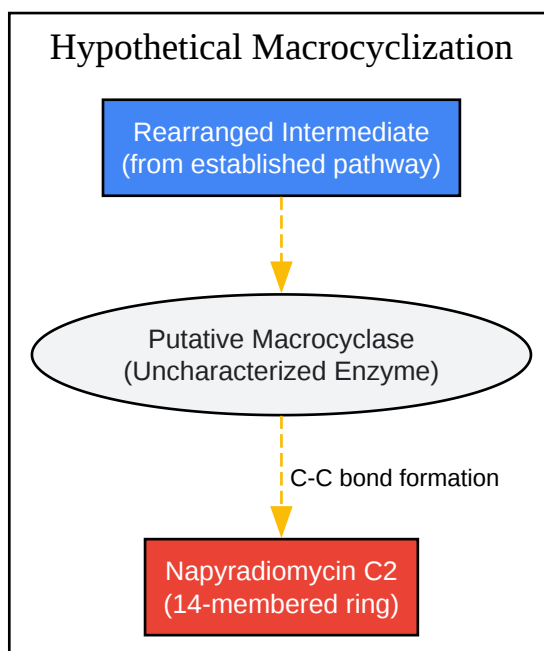 Hypothetical Macrocyclization
Rearranged Intermediate
(from established pathway)
Putative Macrocyclase
(Uncharacterized Enzyme)
C-C bond formation
Napyradiomycin C2
(14-membered ring)